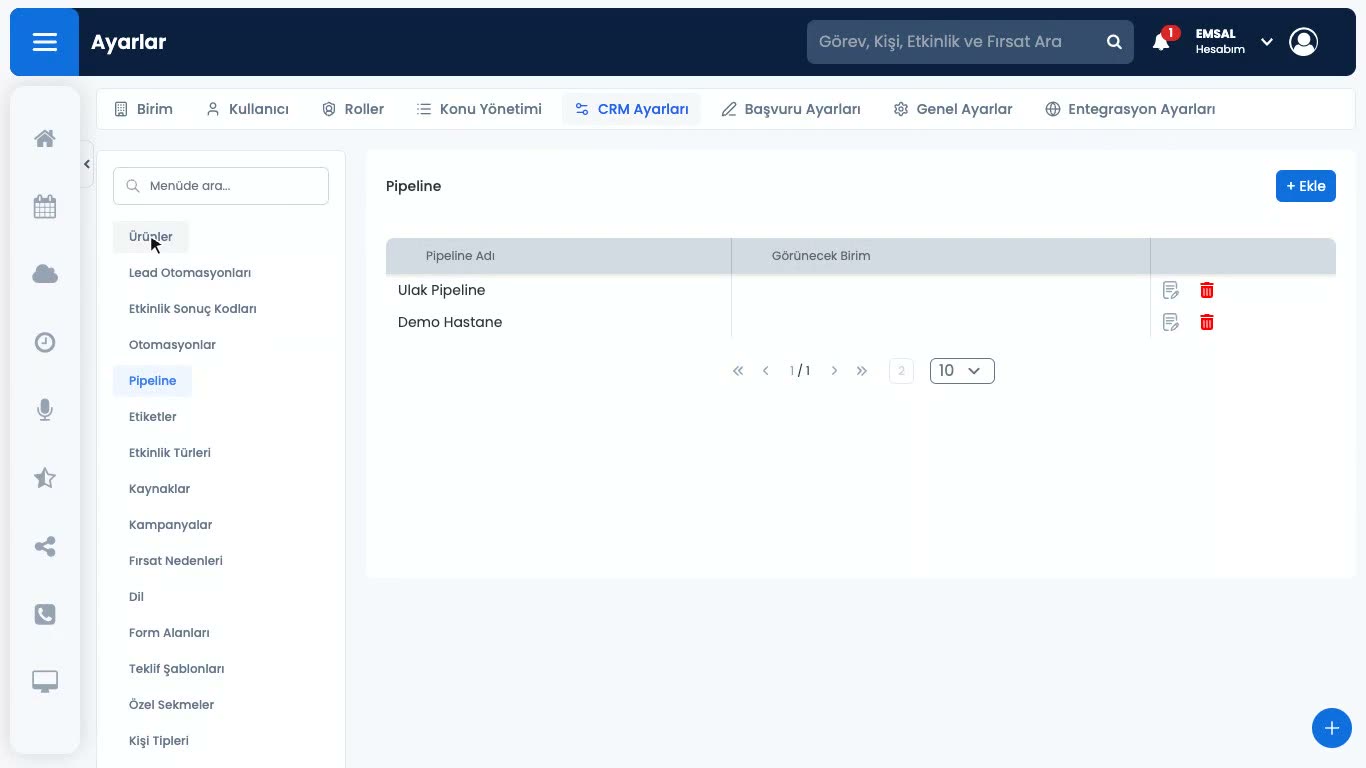 Ayarlar
Görev, Kişi, Etkinlik ve Fırsat Ara
1
EMSAL
Hesabım
Birim
Kullanıcı
Roller
Konu Yönetimi
CRM Ayarları
Başvuru Ayarları
Genel Ayarlar
Entegrasyon Ayarları
Menüde ara...
Ürünler
Lead Otomasyonları
Etkinlik Sonuç Kodları
Otomasyonlar
Pipeline
Etiketler
Etkinlik Türleri
Kaynaklar
Kampanyalar
Fırsat Nedenleri
Dil
Form Alanları
Teklif Şablonları
Özel Sekmeler
Kişi Tipleri
Pipeline
+ Ekle
Pipeline Adı
Görünecek Birim
Ulak Pipeline
Demo Hastane
1 / 1
2
10